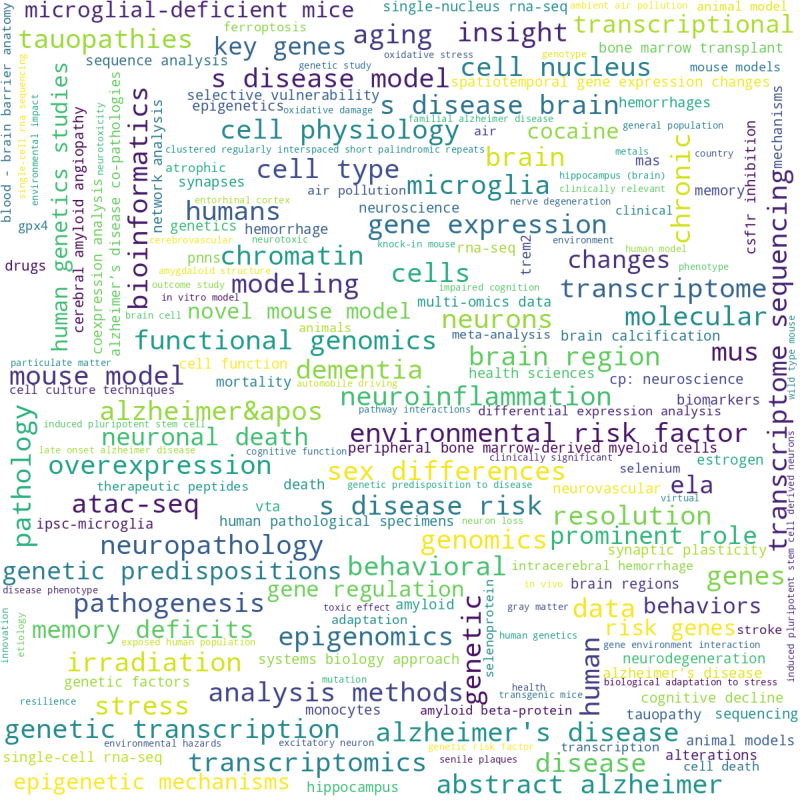 microglial-deficient mice
single-nucleus rna-seq
ambient air pollution
animal model
ferroptosis
tauopathies
aging
insight
transcriptional
key genes
oxidative stress
genotype
bone marrow transplant
sequence analysis
genetic study
cell nucleus
mouse models
s disease model
spatiotemporal gene expression changes
selective vulnerability
epigenetics
oxidative damage
s disease brain
hemorrhages
familial alzheimer disease
cell physiology
air
cocaine
general population
clustered regularly interspaced short palindromic repeats
brain
metals
country
mas
atrophic
cell type
synapses
air pollution
microglia
hippocampus (brain)
clinically relevant
memory
nerve degeneration
entorhinal cortex
humans
neuroscience
clinical
gene expression
genetics
hemorrhage
cerebrovascular
neurotoxic
knock-in mouse
rna-seq
environment
human model
pnns
chromatin
changes
amygdaloid structure
cells
phenotype
outcome study
modeling
impaired cognition
transcriptome
in vitro model
multi-omics data
novel mouse model
brain cell
neurons
molecular
animals
functional genomics
meta-analysis
brain calcification
brain region
mus
particulate matter
cell function
dementia
health sciences
mouse model
mortality
automobile driving
cp: neuroscience
cell culture techniques
neuroinflammation
biomarkers
alzheimer&apos
pathway interactions
differential expression analysis
induced pluripotent stem cell
neuronal death
environmental risk factor
late onset alzheimer disease
cognitive function
peripheral bone marrow-derived myeloid cells
clinically significant
estrogen
overexpression
sex differences
selenium
therapeutic peptides
death
genetic predisposition to disease
neurovascular
ela
virtual
atac-seq
vta
s disease risk
resolution
ipsc-microglia
human pathological specimens
neuron loss
prominent role
neuropathology
genomics
synaptic plasticity
genetic predispositions
behavioral
intracerebral hemorrhage
genes
disease phenotype
gene regulation
in vivo
brain regions
pathogenesis
toxic effect
amyloid
gray matter
data
behaviors
adaptation
memory deficits
epigenomics
human genetics
risk genes
stroke
exposed human population
gene environment interaction
irradiation
systems biology approach
neurodegeneration
genetic factors
mutation
alzheimer's disease
biological adaptation to stress
resilience
stress
analysis methods
health
transgenic mice
cognitive decline
monocytes
amyloid beta-protein
tauopathy
sequencing
genetic transcription
alzheimer's disease
environmental hazards
excitatory neuron
genetic risk factor
transcription
animal models
single-cell rna-seq
transcriptomics
senile plaques
disease
alterations
cell death
epigenetic mechanisms
hippocampus
abstract alzheimer
blood - brain barrier anatomy
single-cell rna sequencing
environmental impact
gpx4
drugs
human genetics studies
cerebral amyloid angiopathy
coexpression analysis
neurotoxicity
alzheimer's disease co-pathologies
bioinformatics
network analysis
trem2
chronic
csf1r inhibition
mechanisms
transcriptome sequencing
wild type mouse
induced pluripotent stem cell derived neurons
pathology
innovation
etiology
genetic
selenoprotein
human